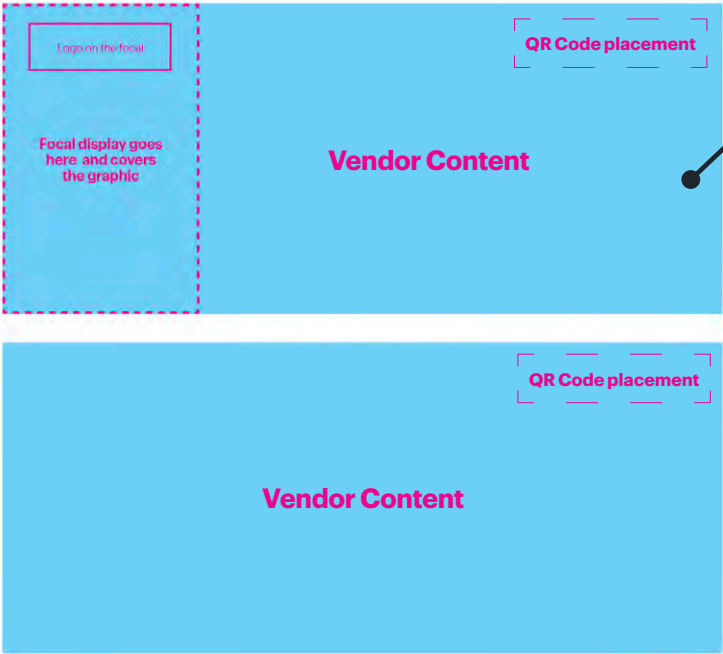 Logo on the focal
QR Code placement
Focal display goes
here and covers
the graphic
Vendor Content
QR Code placement
Vendor Content